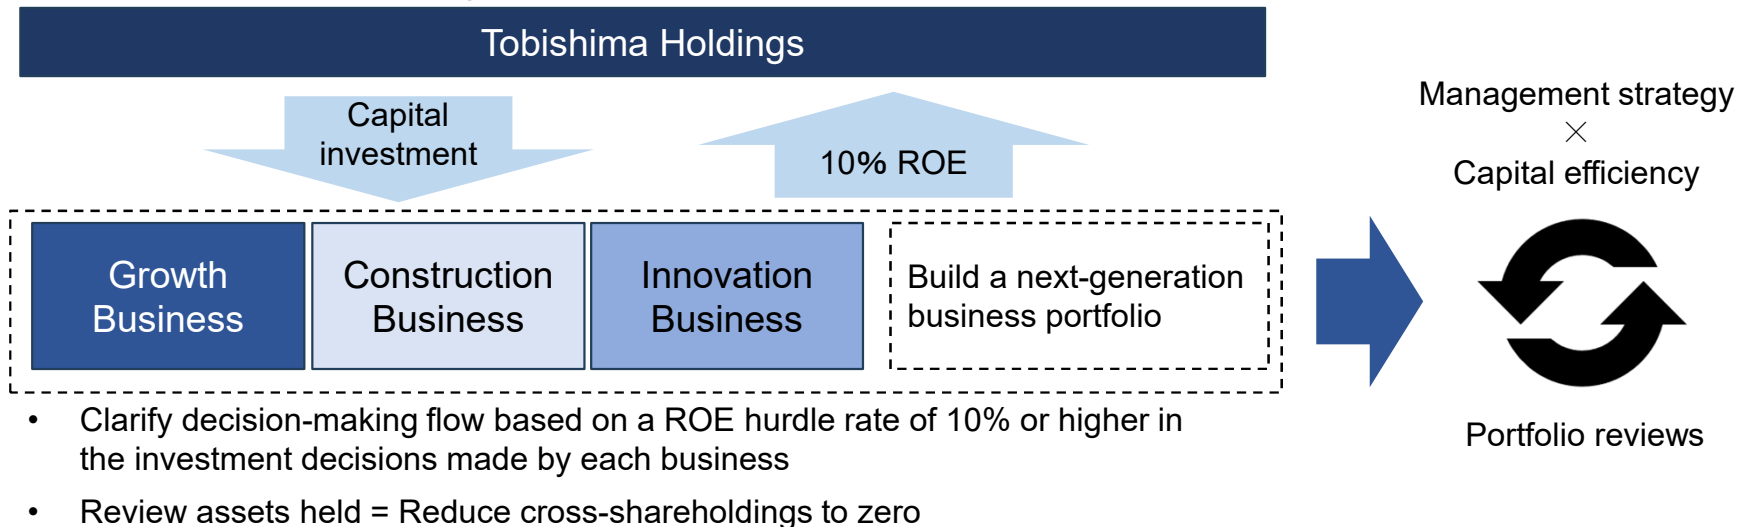 Tobishima Holdings
Capital
investment
10% ROE
Management strategy
×
Capital efficiency
Growth
Business
Construction
Business
Innovation
Business
Build a next-generation
business portfolio
Portfolio reviews
• Clarify decision-making flow based on a ROE hurdle rate of 10% or higher in
the investment decisions made by each business
• Review assets held = Reduce cross-shareholdings to zero